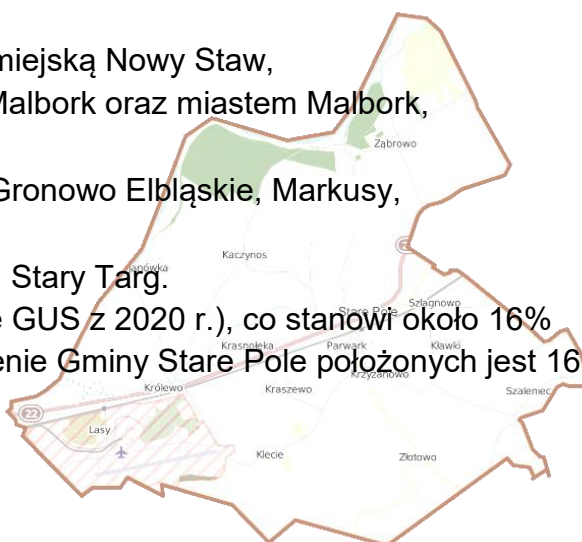 miejską Nowy Staw,
Malbork oraz miastem Malbork,
Ząbrowo
Gronowo Elbląskie, Markusy,
Kaczynos
Janówka
Stary Targ.
Szlagnowo
Stare Pole
e GUS z 2020 r.), co stanowi około 16%
Krasnołęka Parwark Kławki
enie Gminy Stare Pole położonych jest 16
Krzyżanowo
Królewo Kraszewo Szaleniec
22
Lasy
Klecie Złotowo